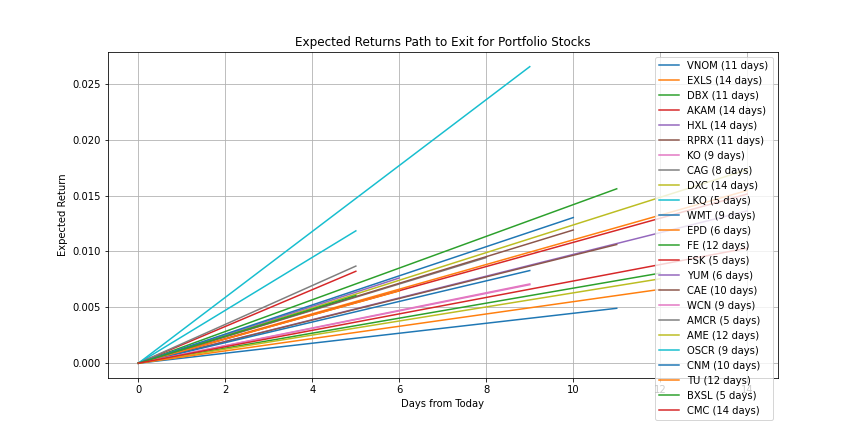 Expected Returns Path to Exit for Portfolio Stocks
0.025
0.020
0.015
0.010
0.005
0.000
Expected Return
0
2
4
6
8
10
12
14
Days from Today
VNOM (11 days)
EXLS (14 days)
DBX (11 days)
AKAM (14 days)
HXL (14 days)
RPRX (11 days)
KO (9 days)
CAG (8 days)
DXC (14 days)
LKQ (5 days)
WMT (9 days)
EPD (6 days)
FE (12 days)
FSK (5 days)
YUM (6 days)
CAE (10 days)
WCN (9 days)
AMCR (5 days)
AME (12 days)
OSCR (9 days)
CNM (10 days)
TU (12 days)
BXSL (5 days)
CMC (14 days)